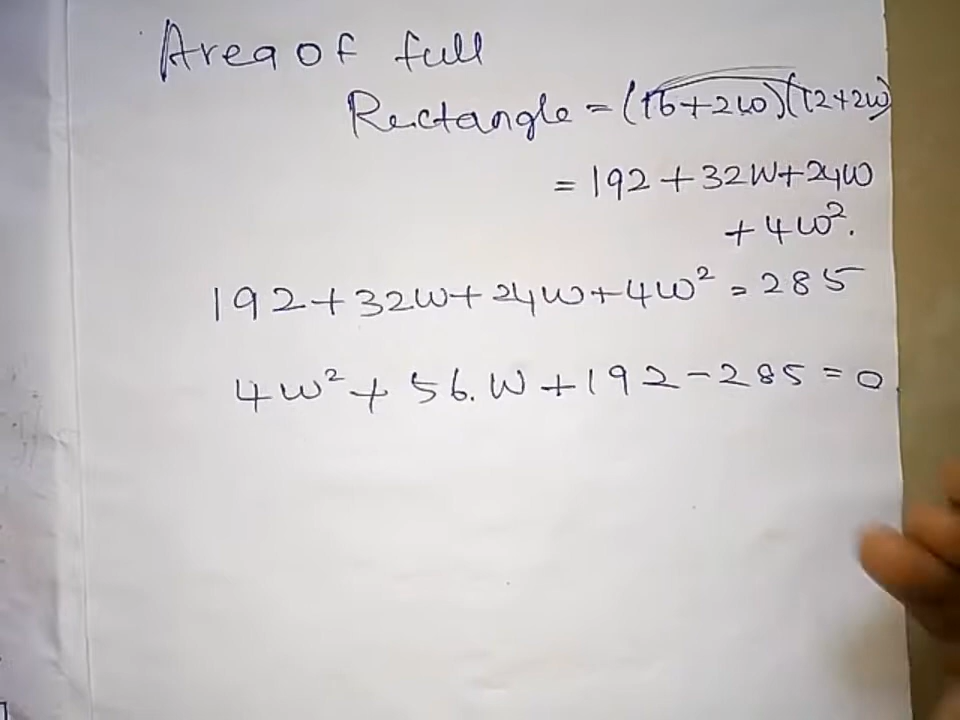 Area of full
Rectangle = (16+2w)(12+2w)
= 192 + 32w + 24w
+ 4w².
192 + 32w + 24w + 4w² = 285
4w² + 56.w + 192 - 285 = 0